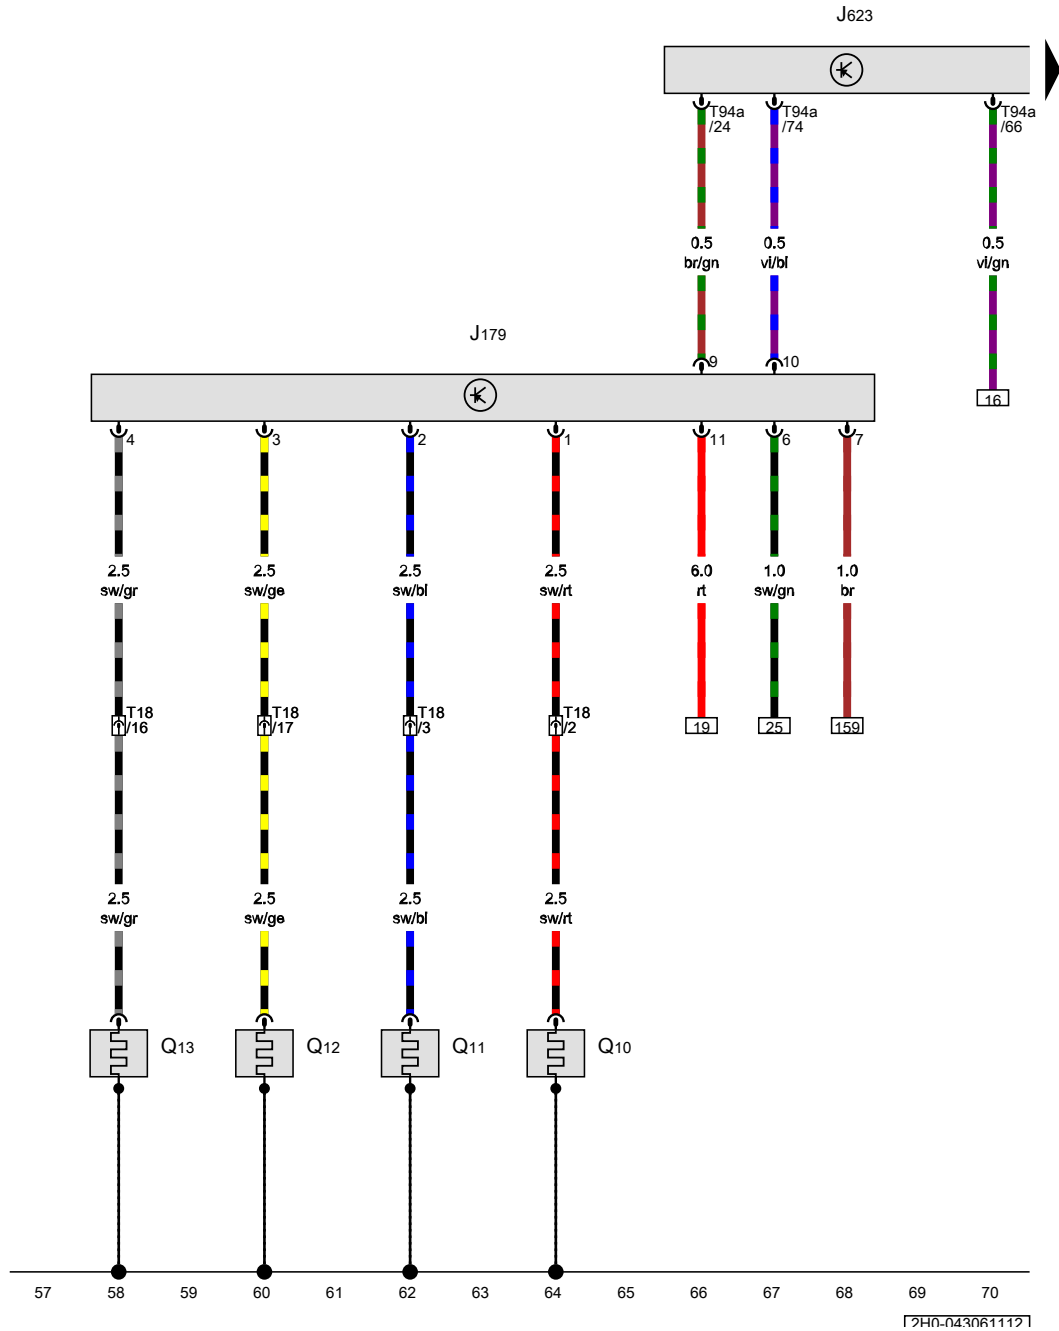 J623
T94a
/24
T94a
/74
T94a
/66
0.5
br/gn
0.5
vi/bl
0.5
vi/gn
J179
9
10
16
4
3
2
1
11
6
7
2.5
sw/gr
2.5
sw/ge
2.5
sw/bl
2.5
sw/rt
6.0
rt
1.0
sw/gn
1.0
br
T18
/16
T18
/17
T18
/3
T18
/2
19
25
159
2.5
sw/gr
2.5
sw/ge
2.5
sw/bl
2.5
sw/rt
Q13
Q12
Q11
Q10
57 58 59 60 61 62 63 64 65 66 67 68 69 70
2H0-043061112